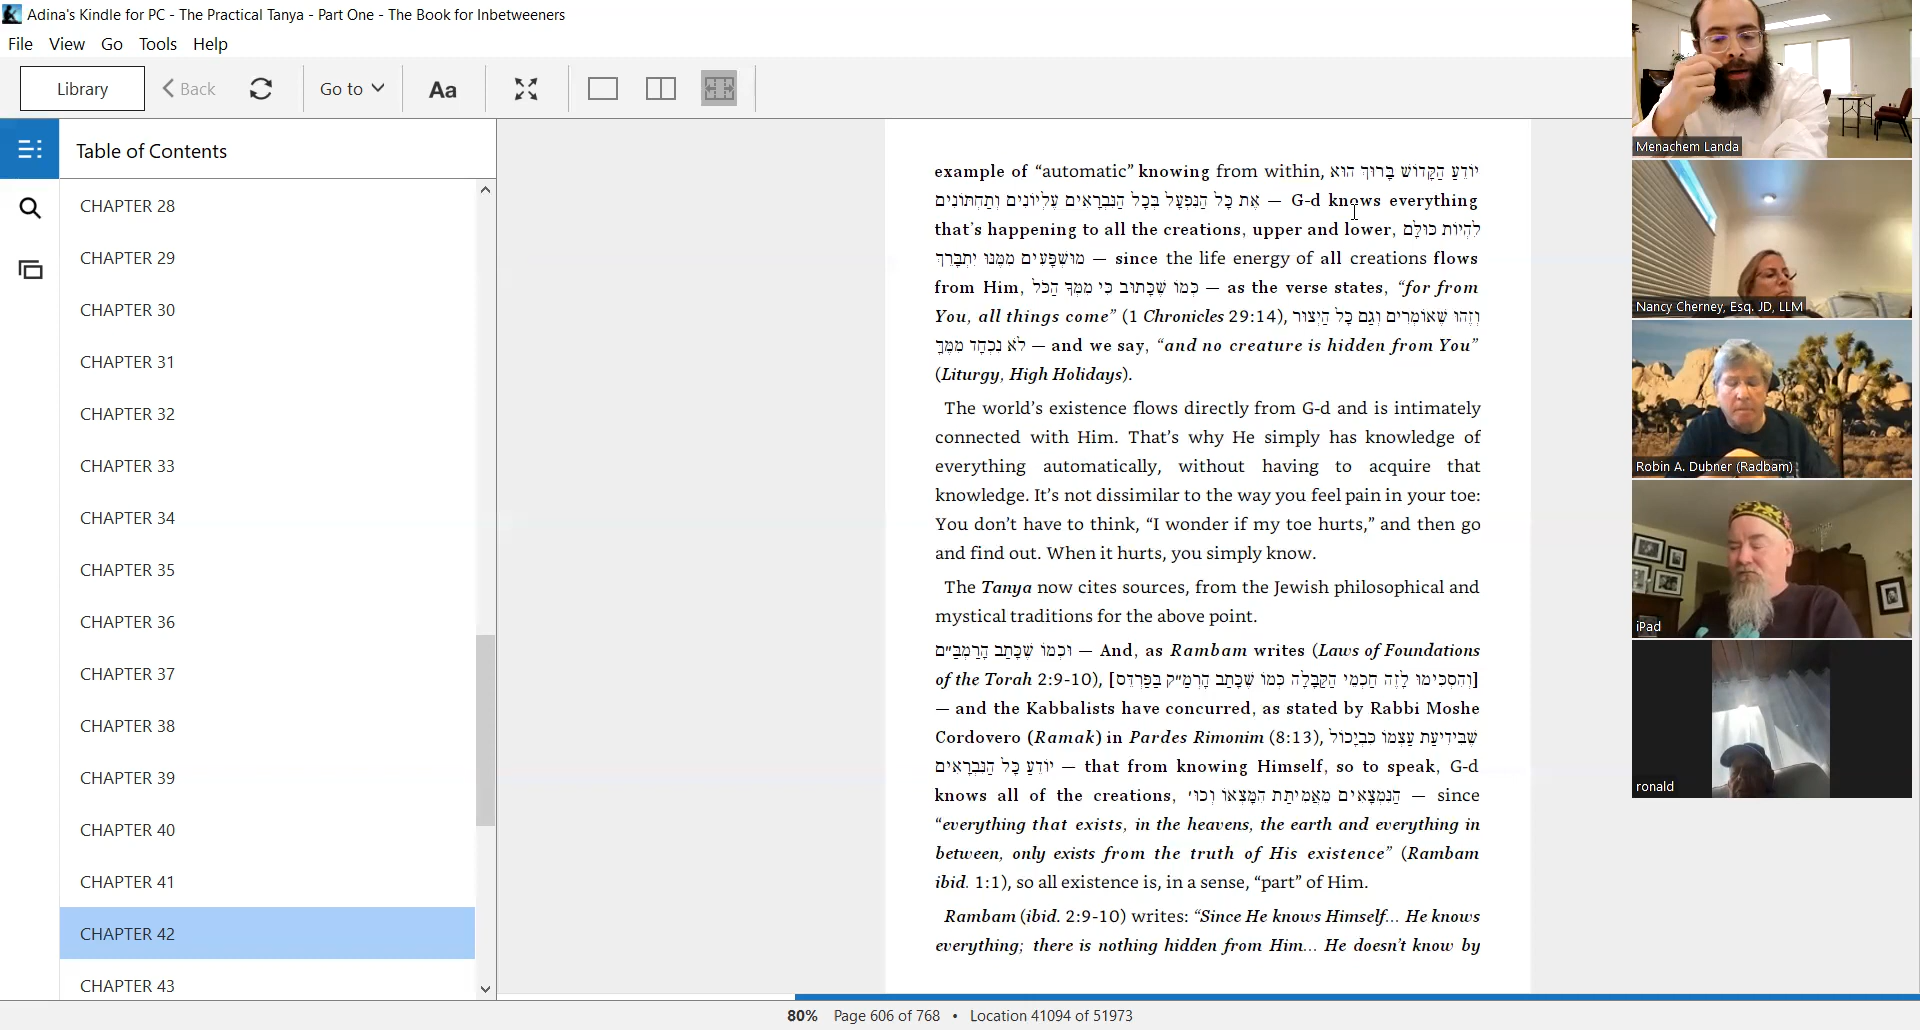 Adina's Kindle for PC - The Practical Tanya - Part One - The Book for Inbetweeners
File View Go Tools Help
Library
Back
Go to
Aa
Table of Contents
CHAPTER 28
CHAPTER 29
CHAPTER 30
CHAPTER 31
CHAPTER 32
CHAPTER 33
CHAPTER 34
CHAPTER 35
CHAPTER 36
CHAPTER 37
CHAPTER 38
CHAPTER 39
CHAPTER 40
CHAPTER 41
CHAPTER 42
CHAPTER 43
example of “automatic” knowing from within, יוֹדֵעַ הַקָּדוֹשׁ בָּרוּךְ הוּא
אֶת כָּל הַנִּפְעָל בְּכָל הַנִּבְרָאִים עֶלְיוֹנִים וְתַחְתּוֹנִים — G-d knows everything
that’s happening to all the creations, upper and lower, לִהְיוֹת כּוּלָּם
מוּשְׁפָּעִים מִמֶּנּוּ יִתְבָּרֵךְ — since the life energy of all creations flows
from Him, כְּמוֹ שֶׁכָּתוּב כִּי מִמְּךָ הַכֹּל — as the verse states, “for from
You, all things come” (1 Chronicles 29:14), וְזֶהוּ שֶׁאוֹמְרִים וְגַם כָּל הַיְצוּר
לֹא נִכְחָד מִמֶּךָּ — and we say, “and no creature is hidden from You”
(Liturgy, High Holidays).
The world’s existence flows directly from G-d and is intimately
connected with Him. That’s why He simply has knowledge of
everything automatically, without having to acquire that
knowledge. It’s not dissimilar to the way you feel pain in your toe:
You don’t have to think, “I wonder if my toe hurts,” and then go
and find out. When it hurts, you simply know.
The Tanya now cites sources, from the Jewish philosophical and
mystical traditions for the above point.
וּכְמוֹ שֶׁכָּתַב הָרַמְבַּ״ם — And, as Rambam writes (Laws of Foundations
of the Torah 2:9-10), [וְהִסְכִּימוּ לָזֶה חַכְמֵי הַקַּבָּלָה כְּמוֹ שֶׁכָּתַב הָרְמַ״ק בַּפַּרְדֵּס]
— and the Kabbalists have concurred, as stated by Rabbi Moshe
Cordovero (Ramak) in Pardes Rimonim (8:13), שֶׁבִּידִיעַת עַצְמוֹ כִּבְיָכוֹל
יוֹדֵעַ כָּל הַנִּבְרָאִים — that from knowing Himself, so to speak, G-d
knows all of the creations, הַנִּמְצָאִים מֵאֲמִיתַּת הִמָּצְאוֹ וְכוּ׳ — since
“everything that exists, in the heavens, the earth and everything in
between, only exists from the truth of His existence” (Rambam
ibid. 1:1), so all existence is, in a sense, “part” of Him.
Rambam (ibid. 2:9-10) writes: “Since He knows Himself... He knows
everything; there is nothing hidden from Him... He doesn’t know by
80% Page 606 of 768 • Location 41094 of 51973
Menachem Landa
Nancy Cherney, Esq. JD, LLM
Robin A. Dubner (Radbam)
iPad
ronald